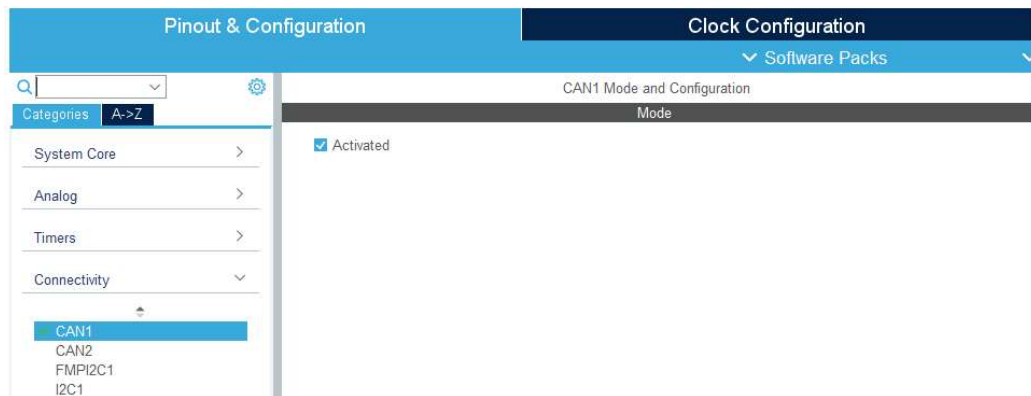 Pinout & Configuration
Clock Configuration
Software Packs
CAN1 Mode and Configuration
Categories A->Z
Mode
Activated
System Core
Analog
Timers
Connectivity
CAN1
CAN2
FMPI2C1
I2C1